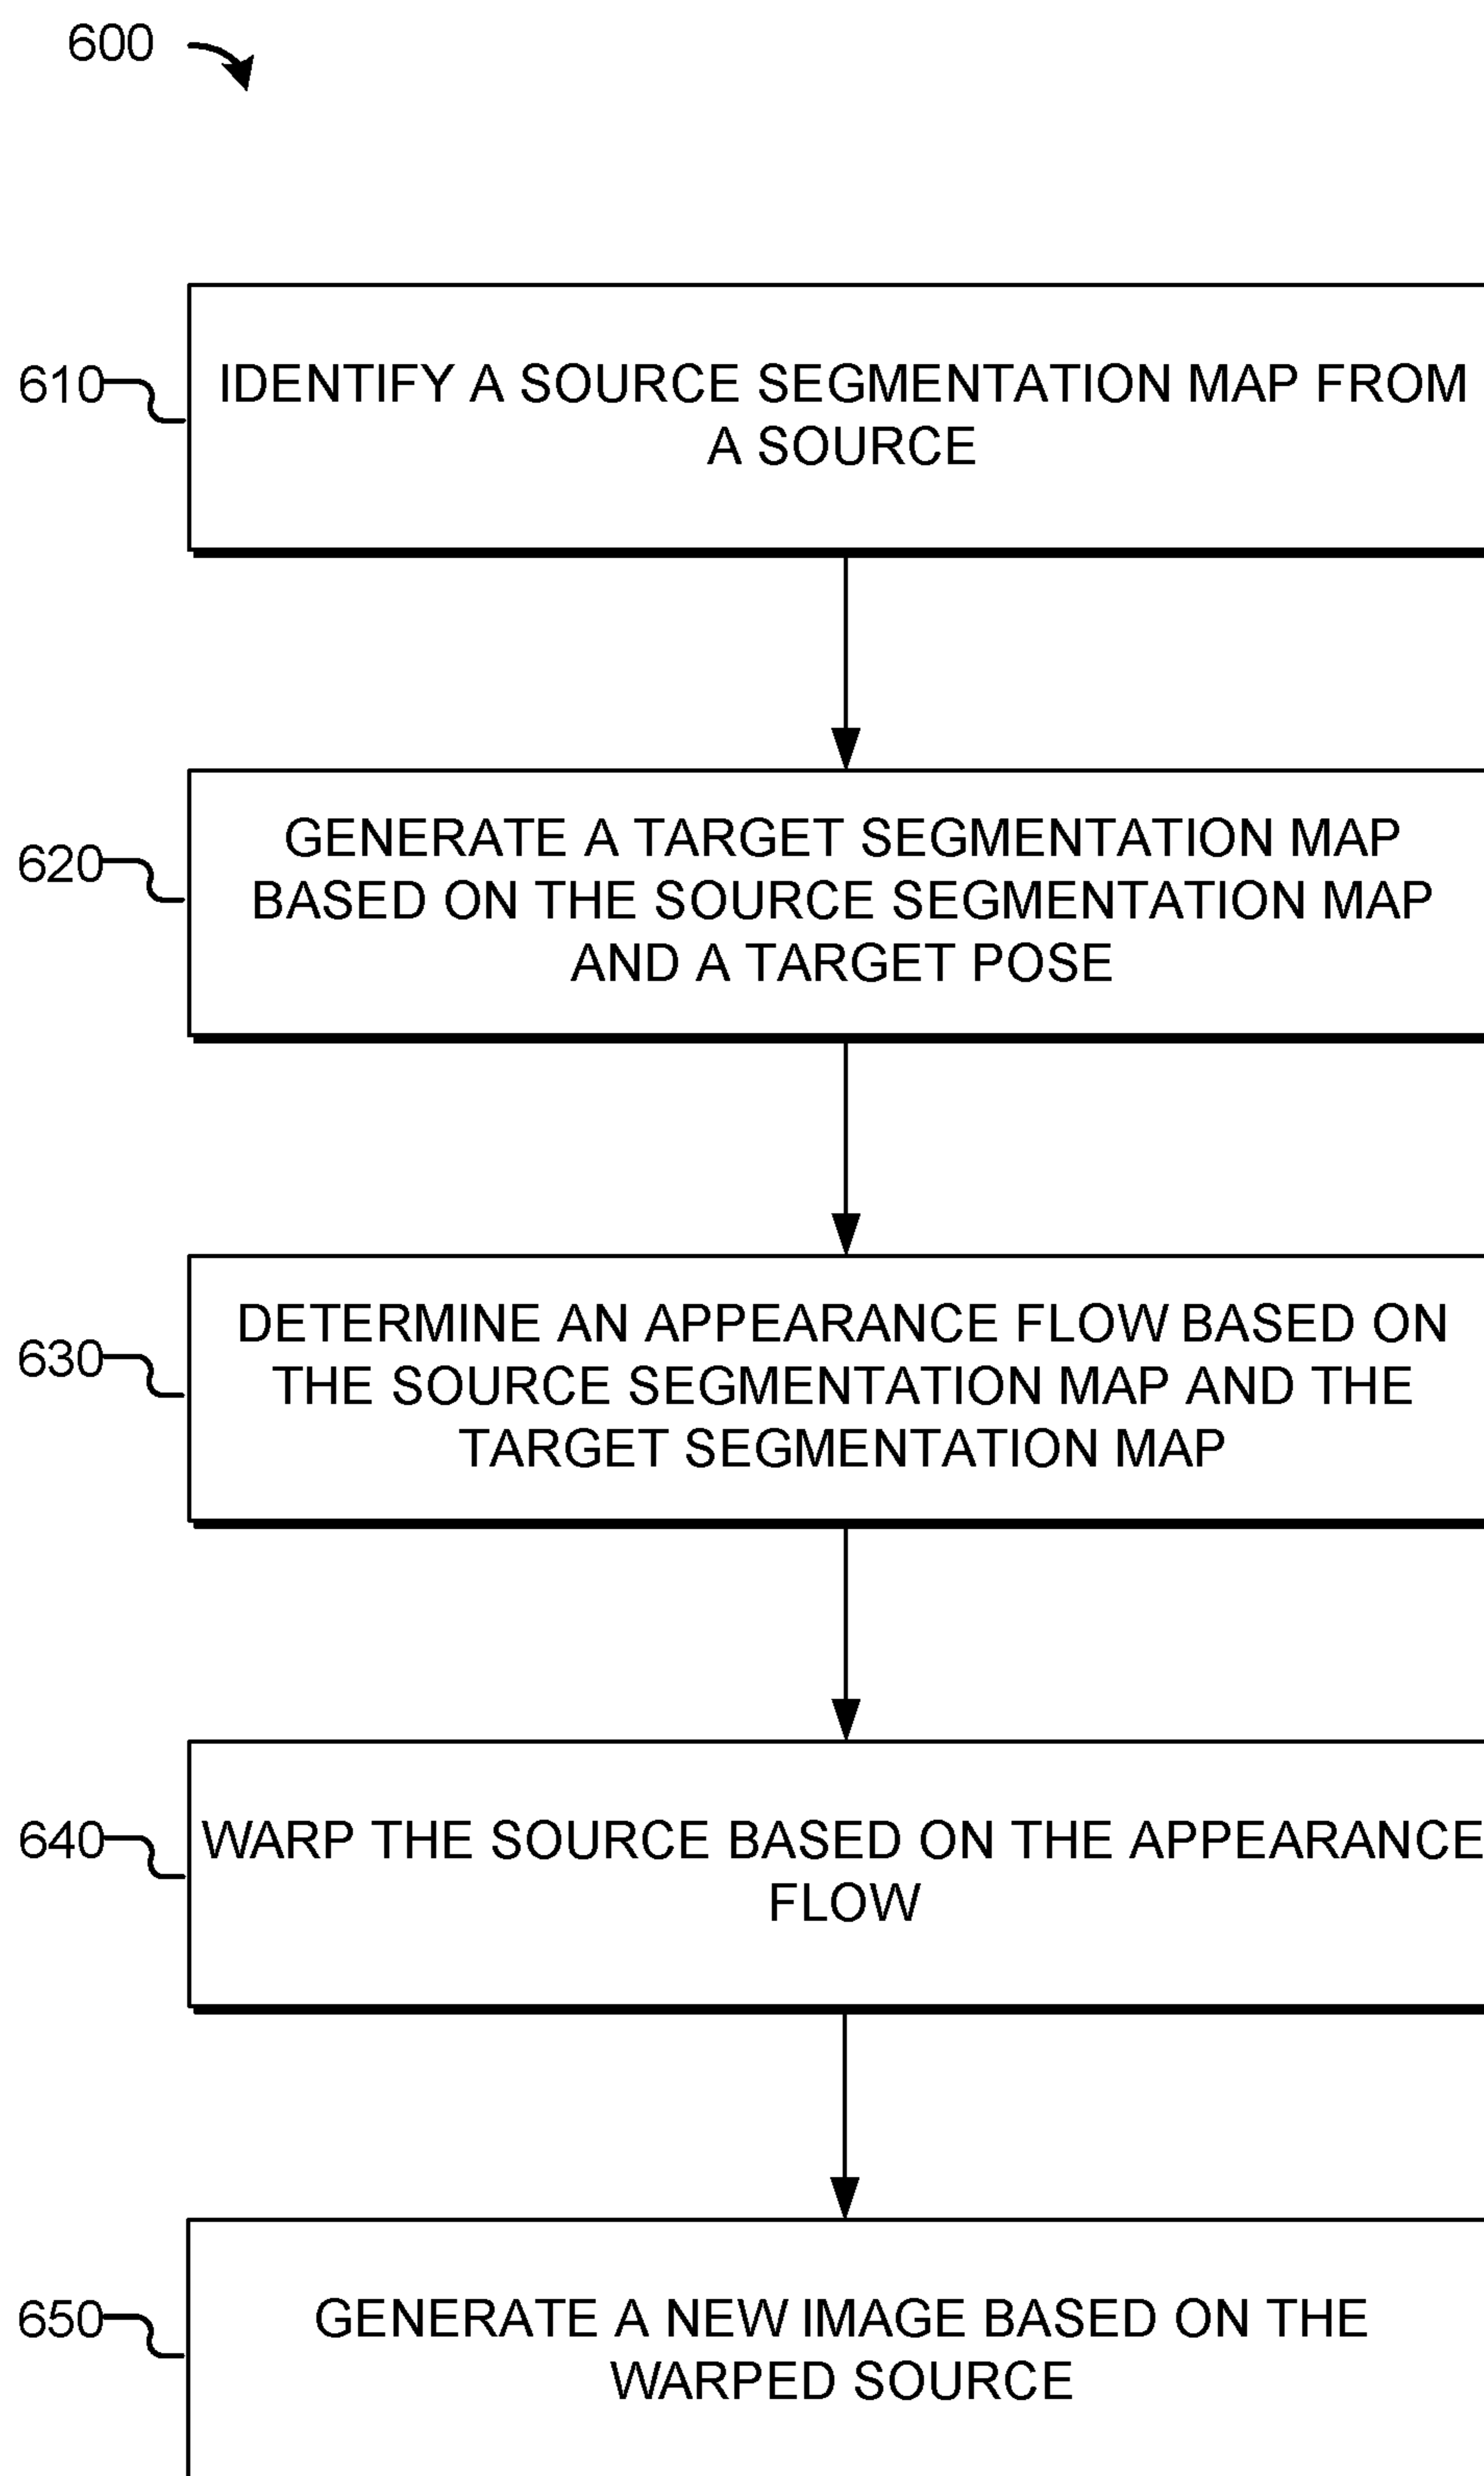 600
610
IDENTIFY A SOURCE SEGMENTATION MAP FROM
A SOURCE
620
GENERATE A TARGET SEGMENTATION MAP
BASED ON THE SOURCE SEGMENTATION MAP
AND A TARGET POSE
630
DETERMINE AN APPEARANCE FLOW BASED ON
THE SOURCE SEGMENTATION MAP AND THE
TARGET SEGMENTATION MAP
640
WARP THE SOURCE BASED ON THE APPEARANCE
FLOW
650
GENERATE A NEW IMAGE BASED ON THE
WARPED SOURCE